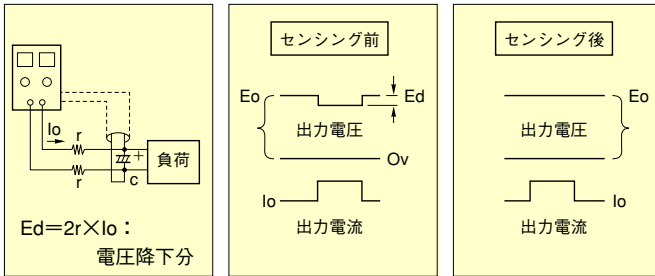 Io
r
r
+
C
負荷
Ed=2r×Io：
電圧降下分
センシング前
Eo
Ed
出力電圧
Ov
Io
出力電流
センシング後
Eo
出力電圧
Io
出力電流